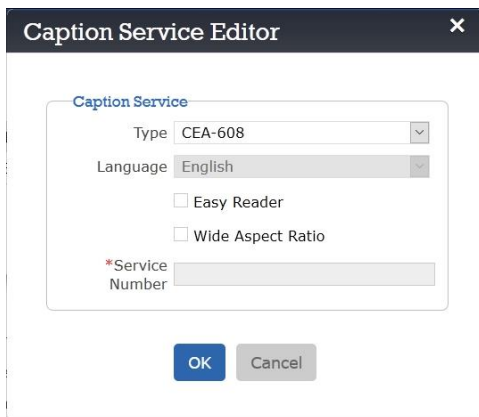 Caption Service Editor
Caption Service
Type CEA-608
Language English
Easy Reader
Wide Aspect Ratio
*Service
Number
OK Cancel